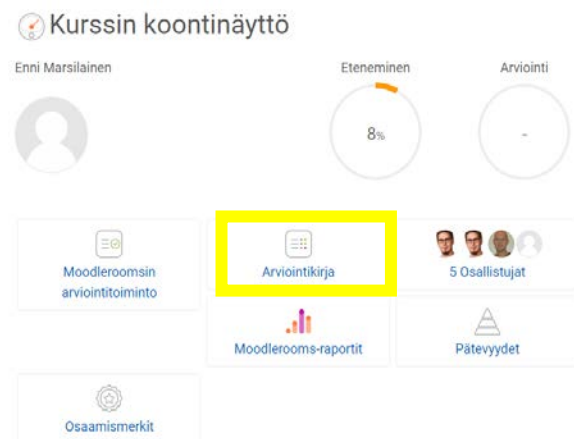 Kurssin koontinäyttö
Enni Marsilainen
Eteneminen
Arviointi
8%
-
Moodleroomsin
arviointitoiminto
Arviointikirja
5 Osallistujat
Moodlerooms-raportit
Pätevyydet
Osaamismerkit